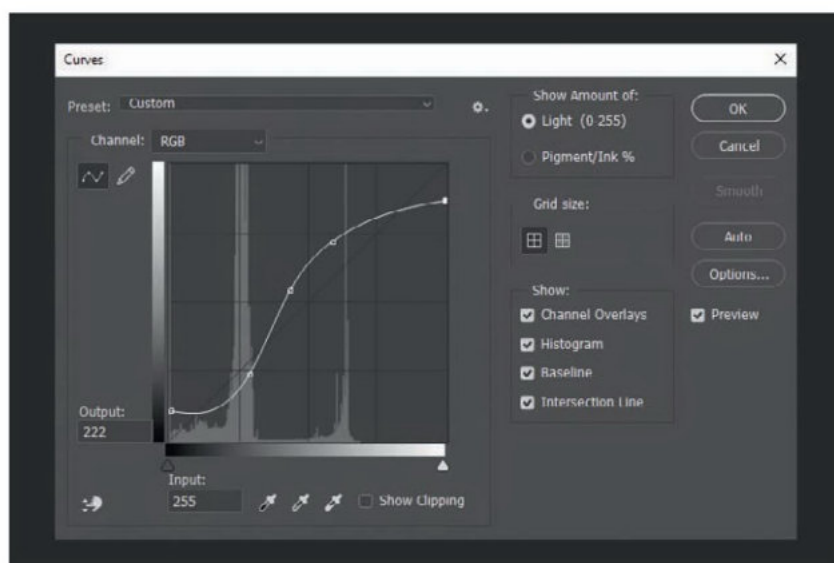 Curves
Preset: Custom
Channel: RGB
Output:
222
Input:
255
Show Clipping
Show Amount of:
Light (0 255)
Pigment/Ink %
Grid size:
Show:
Channel Overlays
Histogram
Baseline
Intersection Line
OK
Cancel
Smooth
Auto
Options...
Preview